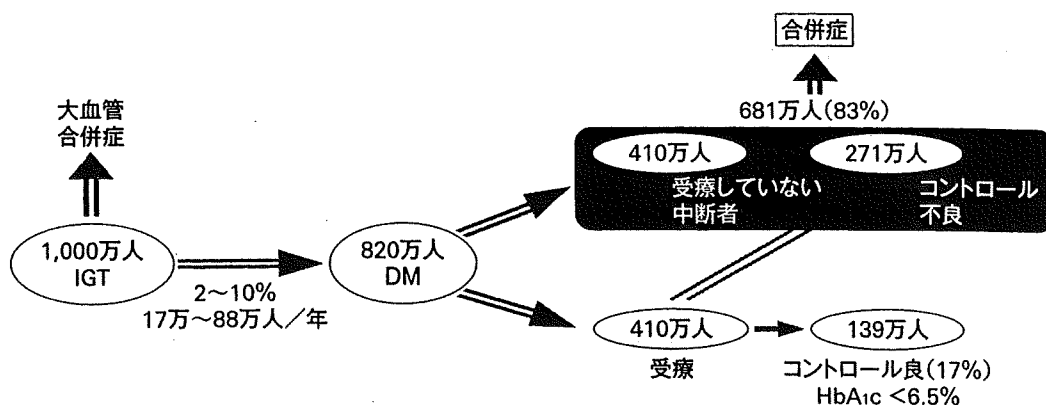 合併症
681万人(83%)
大血管
合併症
410万人
271万人
受療していない
中断者
コントロール
不良
1,000万人
IGT
820万人
DM
2～10%
17万～88万人／年
410万人
受療
139万人
コントロール良(17%)
HbA1c <6.5%